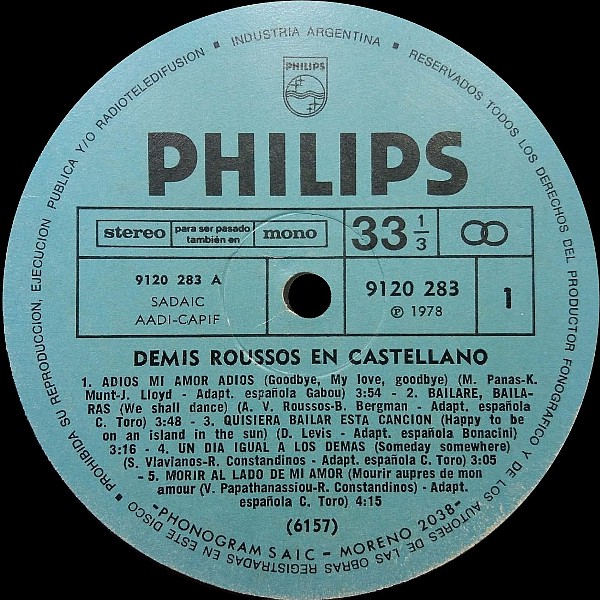 PROHIBIDA SU REPRODUCCION, EJECUCION PUBLICA Y/O RADIOTELEDIFUSION ▪ INDUSTRIA ARGENTINA ▪ RESERVADOS TODOS LOS DERECHOS DEL PRODUCTOR FONOGRAFICO Y DE LOS AUTORES DE LAS OBRAS REGISTRADAS EN ESTE DISCO ▪
PHILIPS
PHILIPS
stereo para ser pasado también en mono
33 1/3
9120 283 A
SADAIC
AADI-CAPIF
9120 283
℗ 1978
1
DEMIS ROUSSOS EN CASTELLANO
1. ADIOS MI AMOR ADIOS (Goodbye, My love, goodbye) (M. Panas-K.
Munt-J. Lloyd - Adapt. española Gabou) 3:54 - 2. BAILARE, BAILA-
RAS (We shall dance) (A. V. Roussos-B. Bergman - Adapt. española
C. Toro) 3:48 - 3. QUISIERA BAILAR ESTA CANCION (Happy to be
on an island in the sun) (D. Levis - Adapt. española Bonacini)
3:16 - 4. UN DIA IGUAL A LOS DEMAS (Someday somewhere)
(S. Vlavianos-R. Constandinos - Adapt. española C. Toro) 3:05
- 5. MORIR AL LADO DE MI AMOR (Mourir aupres de mon
amour (V. Papathanassiou-R. Constandinos) - Adapt.
española C. Toro) 4:15
(6157)
-PHONOGRAM SAIC - MORENO 2038-